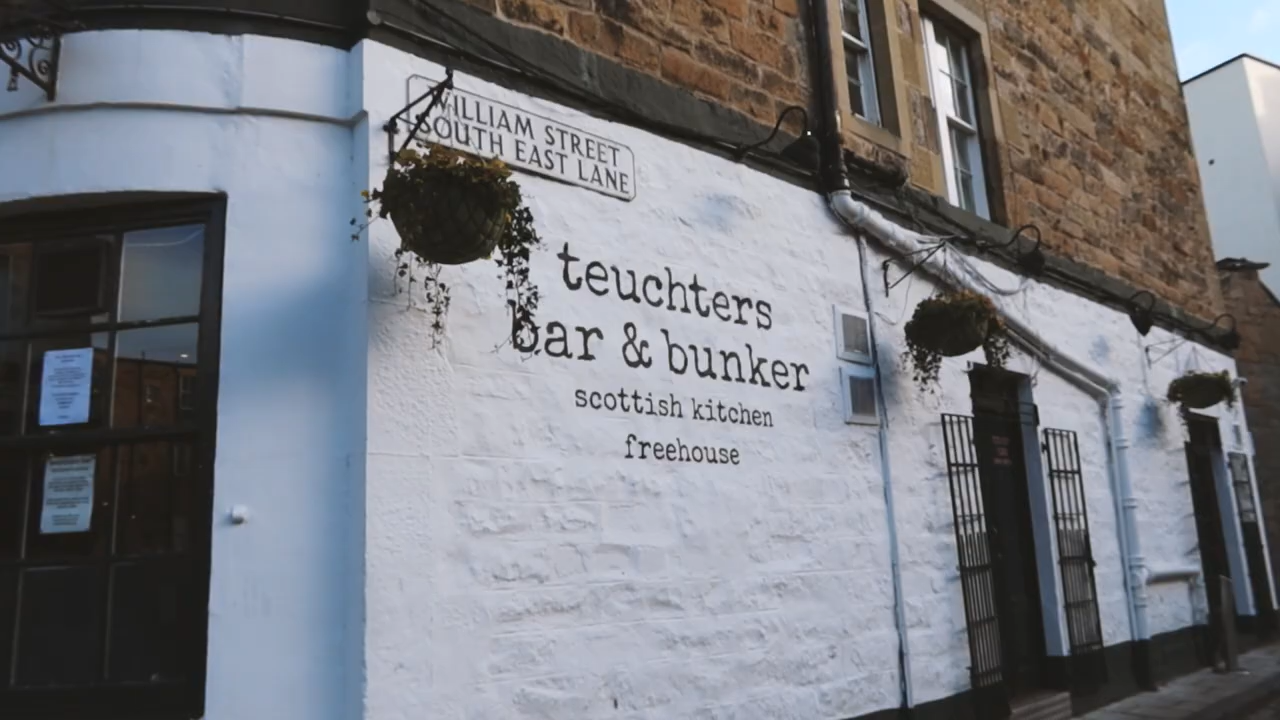 WILLIAM STREET
SOUTH EAST LANE
teuchters
bar & bunker
scottish kitchen
freehouse